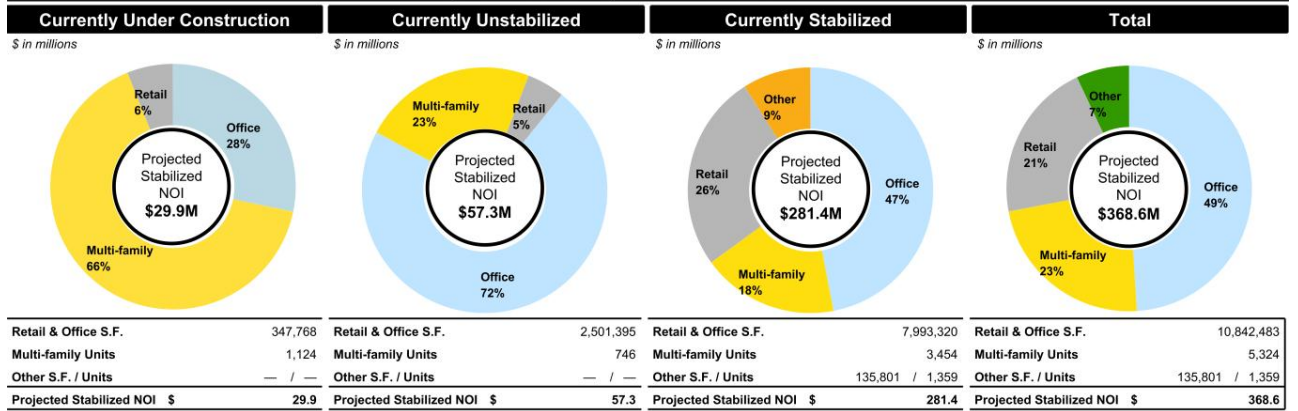 Currently Under Construction
$ in millions
Retail
6%
Office
28%
Projected
Stabilized
NOI
$29.9M
Multi-family
66%
Retail & Office S.F. 347,768
Multi-family Units 1,124
Other S.F. / Units — / —
Projected Stabilized NOI $ 29.9
Currently Unstabilized
$ in millions
Multi-family
23%
Retail
5%
Projected
Stabilized
NOI
$57.3M
Office
72%
Retail & Office S.F. 2,501,395
Multi-family Units 746
Other S.F. / Units — / —
Projected Stabilized NOI $ 57.3
Currently Stabilized
$ in millions
Other
9%
Retail
26%
Projected
Stabilized
NOI
$281.4M
Office
47%
Multi-family
18%
Retail & Office S.F. 7,993,320
Multi-family Units 3,454
Other S.F. / Units 135,801 / 1,359
Projected Stabilized NOI $ 281.4
Total
$ in millions
Other
7%
Retail
21%
Projected
Stabilized
NOI
$368.6M
Office
49%
Multi-family
23%
Retail & Office S.F. 10,842,483
Multi-family Units 5,324
Other S.F. / Units 135,801 / 1,359
Projected Stabilized NOI $ 368.6